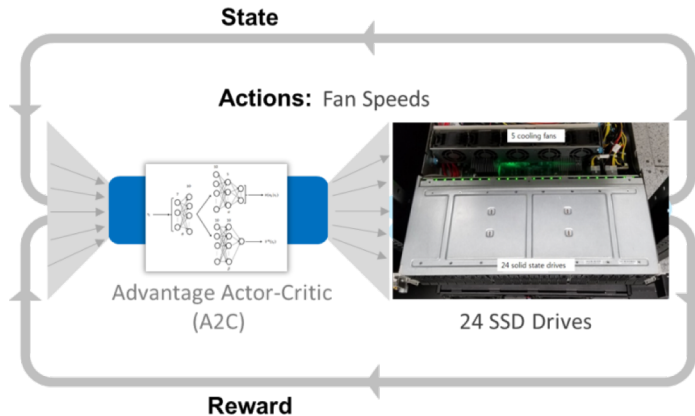 State
Actions: Fan Speeds
5 cooling fans
24 solid state drives
Advantage Actor-Critic
(A2C)
24 SSD Drives
Reward